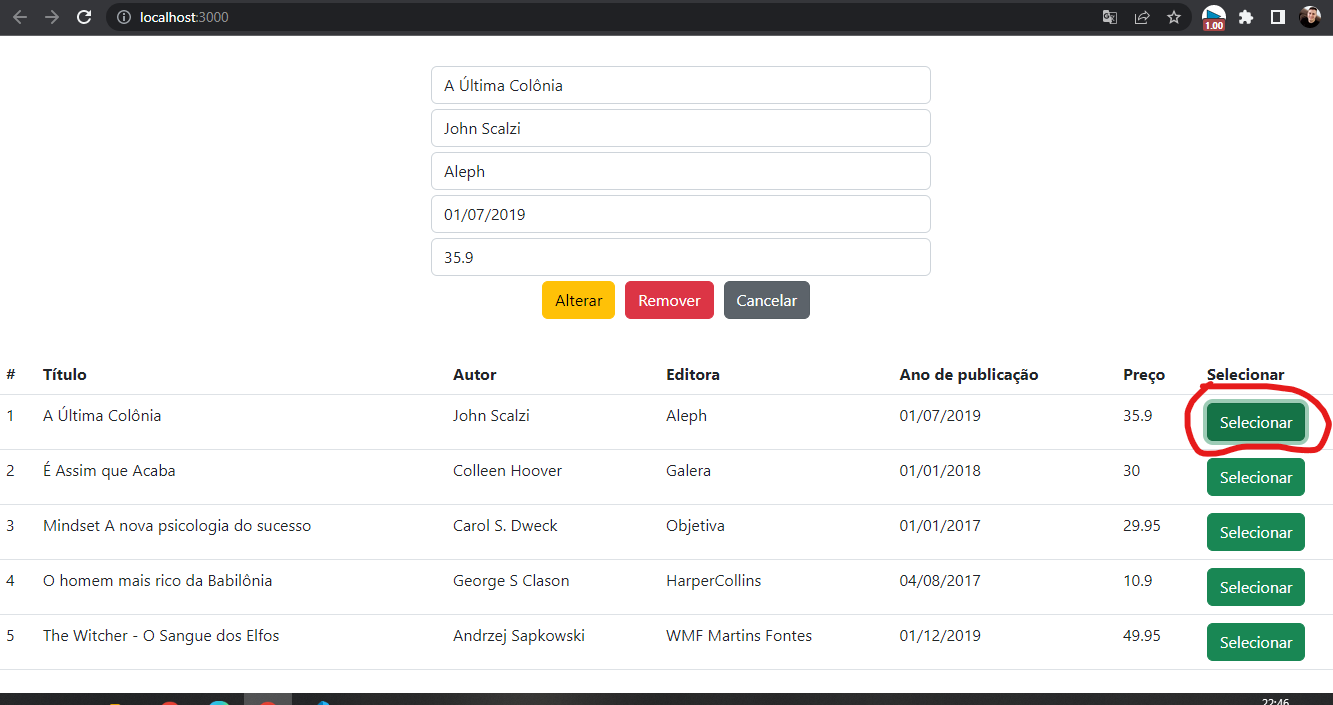 localhost:3000
1.00
A Última Colônia
John Scalzi
Aleph
01/07/2019
35.9
Alterar Remover Cancelar
# Título Autor Editora Ano de publicação Preço Selecionar
1 A Última Colônia John Scalzi Aleph 01/07/2019 35.9 Selecionar
2 É Assim que Acaba Colleen Hoover Galera 01/01/2018 30 Selecionar
3 Mindset A nova psicologia do sucesso Carol S. Dweck Objetiva 01/01/2017 29.95 Selecionar
4 O homem mais rico da Babilônia George S Clason HarperCollins 04/08/2017 10.9 Selecionar
5 The Witcher - O Sangue dos Elfos Andrzej Sapkowski WMF Martins Fontes 01/12/2019 49.95 Selecionar
22:46